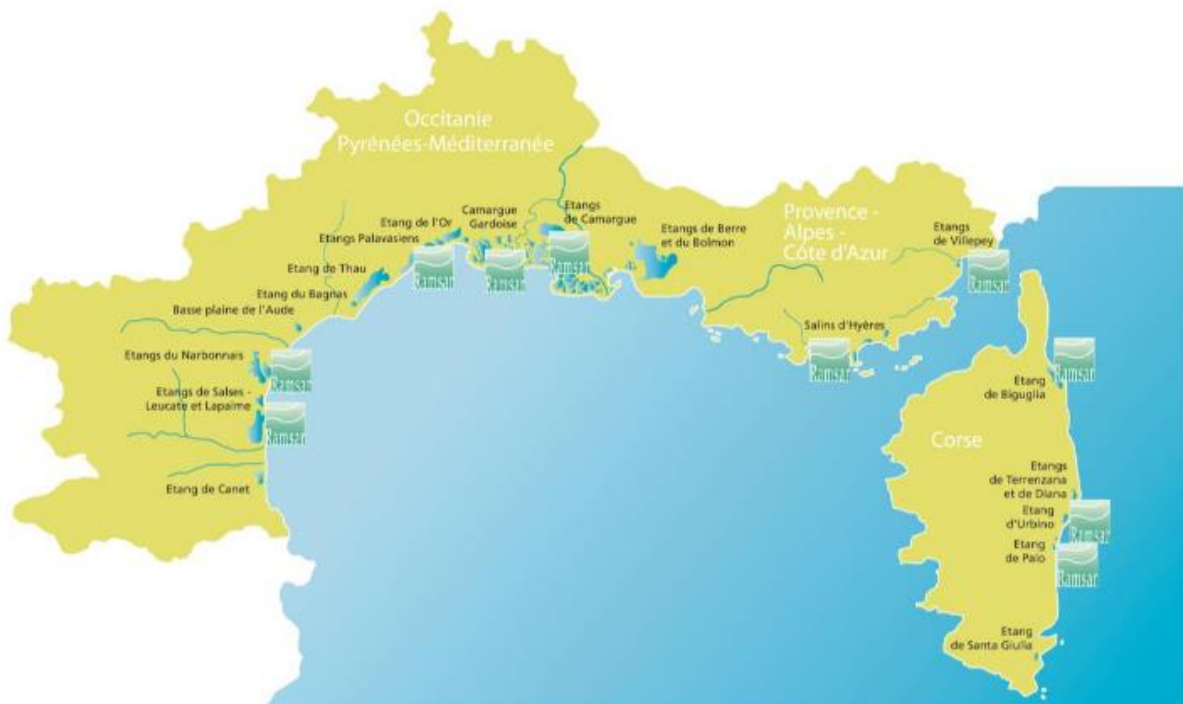 Occitanie
Pyrénées-Méditerranée
Camargue
Gardoise
Etangs
de Camargue
Etang de l'Or
Etangs Palavasiens
Etangs de Berre
et du Bolmon
Provence -
Alpes -
Côte d'Azur
Etangs
de Villepey
Ramsar
Ramsar
Ramsar
Ramsar
Etang de Thau
Etang du Bagnas
Basse plaine de l'Aude
Salins d'Hyères
Ramsar
Etangs du Narbonnais
Ramsar
Etangs de Salses -
Leucate et Lapalme
Ramsar
Etang de Canet
Etang
de Biguglia
Ramsar
Corse
Etangs
de Terrenzana
et de Diana
Etang
d'Urbino
Ramsar
Etang
de Palo
Ramsar
Etang
de Santa Giulia